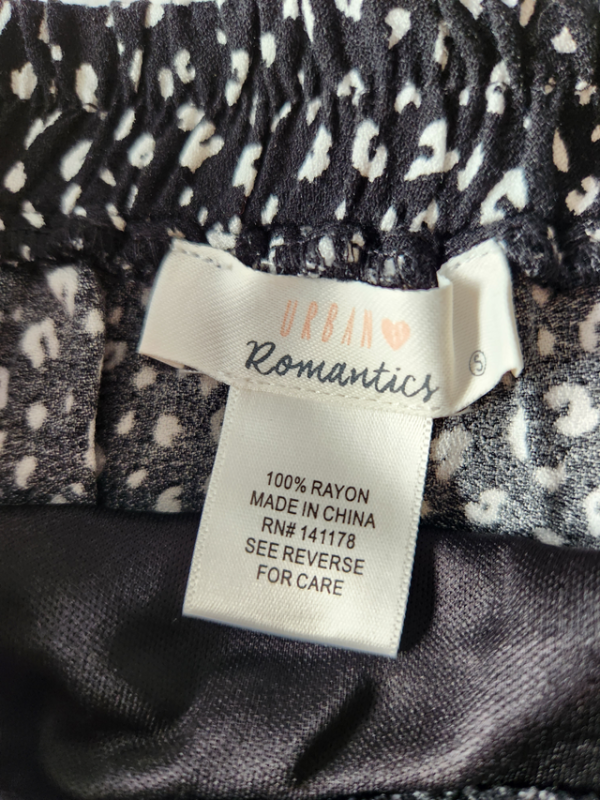 URBAN
Romantics
S
100% RAYON
MADE IN CHINA
RN# 141178
SEE REVERSE
FOR CARE